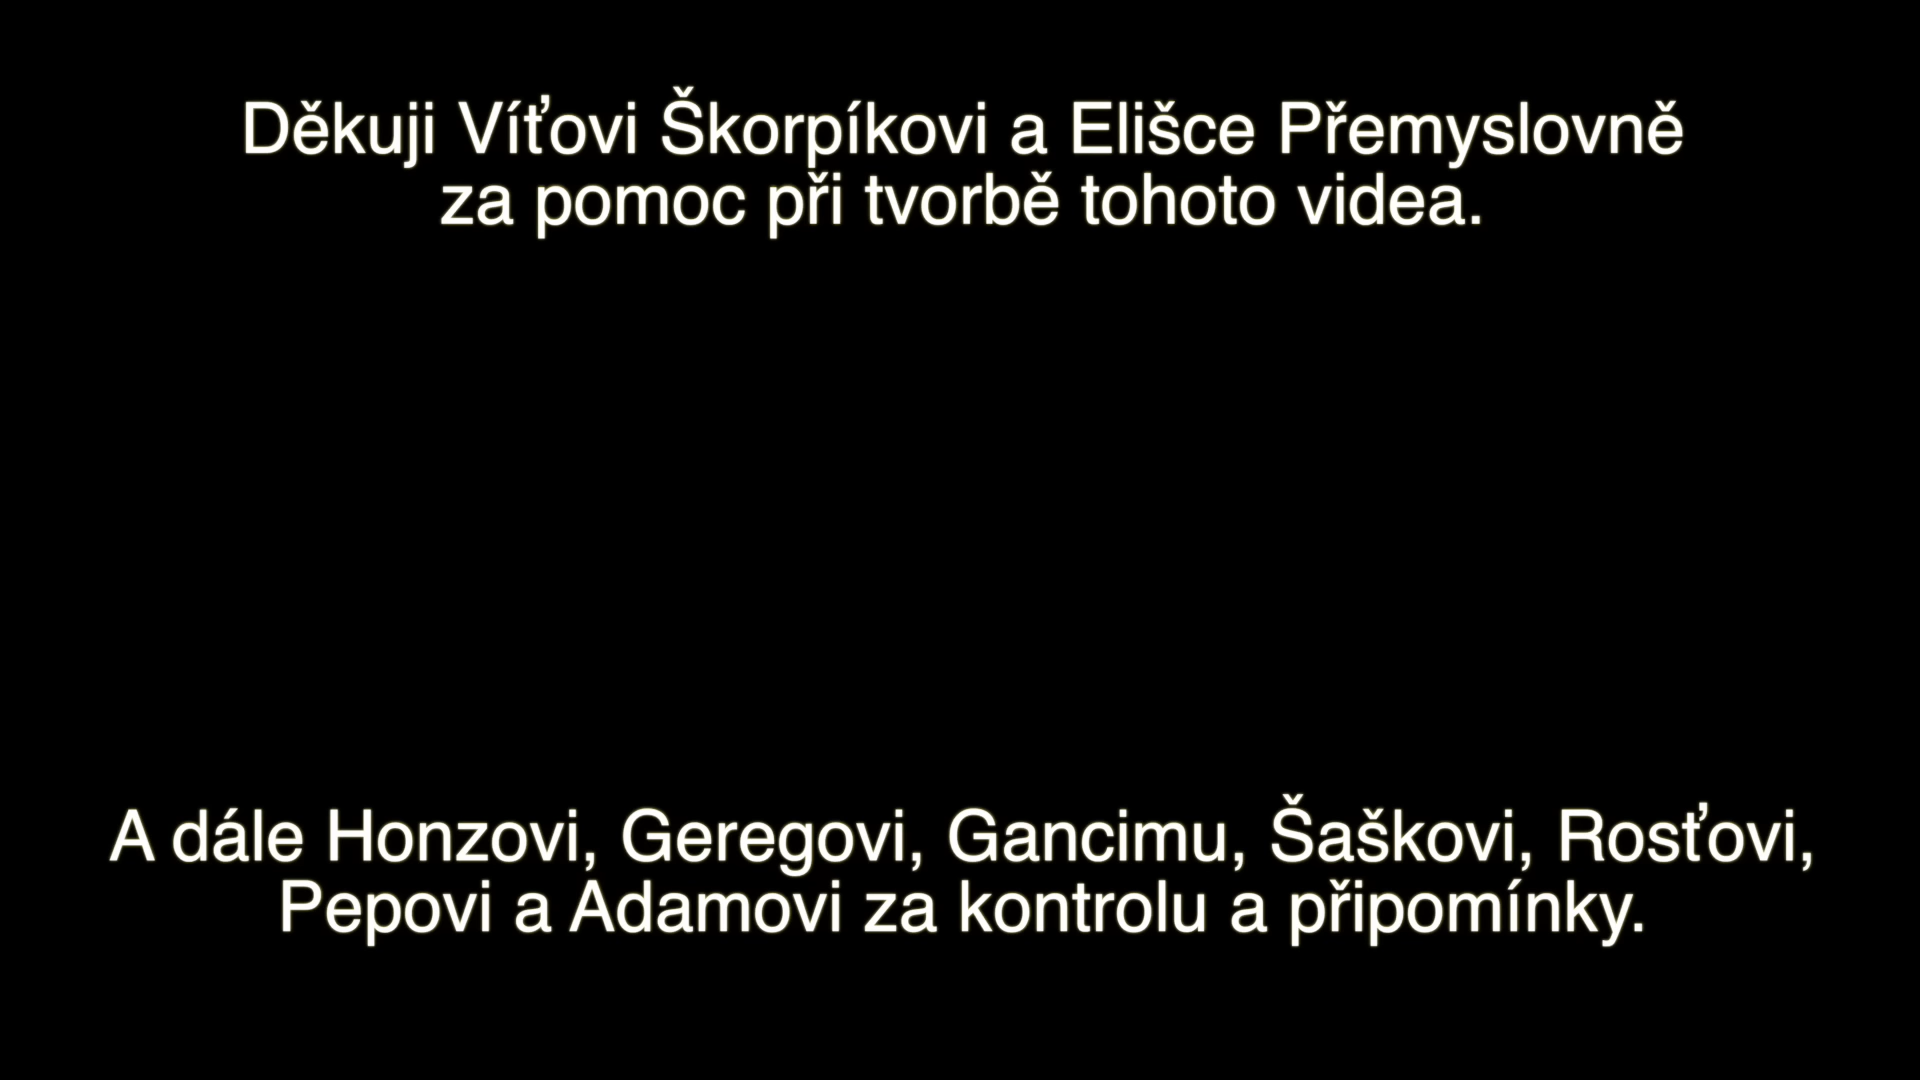 Děkuji Víťovi Škorpíkovi a Elišce Přemyslovně
za pomoc při tvorbě tohoto videa.
A dále Honzovi, Geregovi, Gancimu, Šaškovi, Rosťovi,
Pepovi a Adamovi za kontrolu a připomínky.